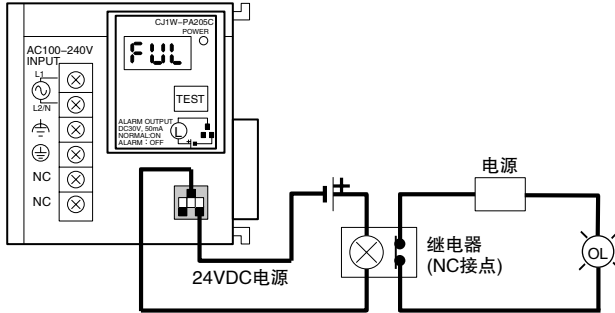 CJ1W-PA205C
POWER
FUL
AC100-240V
INPUT
L1
L2/N
NC
NC
TEST
ALARM OUTPUT
DC30V, 50mA
NORMAL:ON
ALARM : OFF
L
24VDC电源
+
继电器
(NC接点)
电源
OL